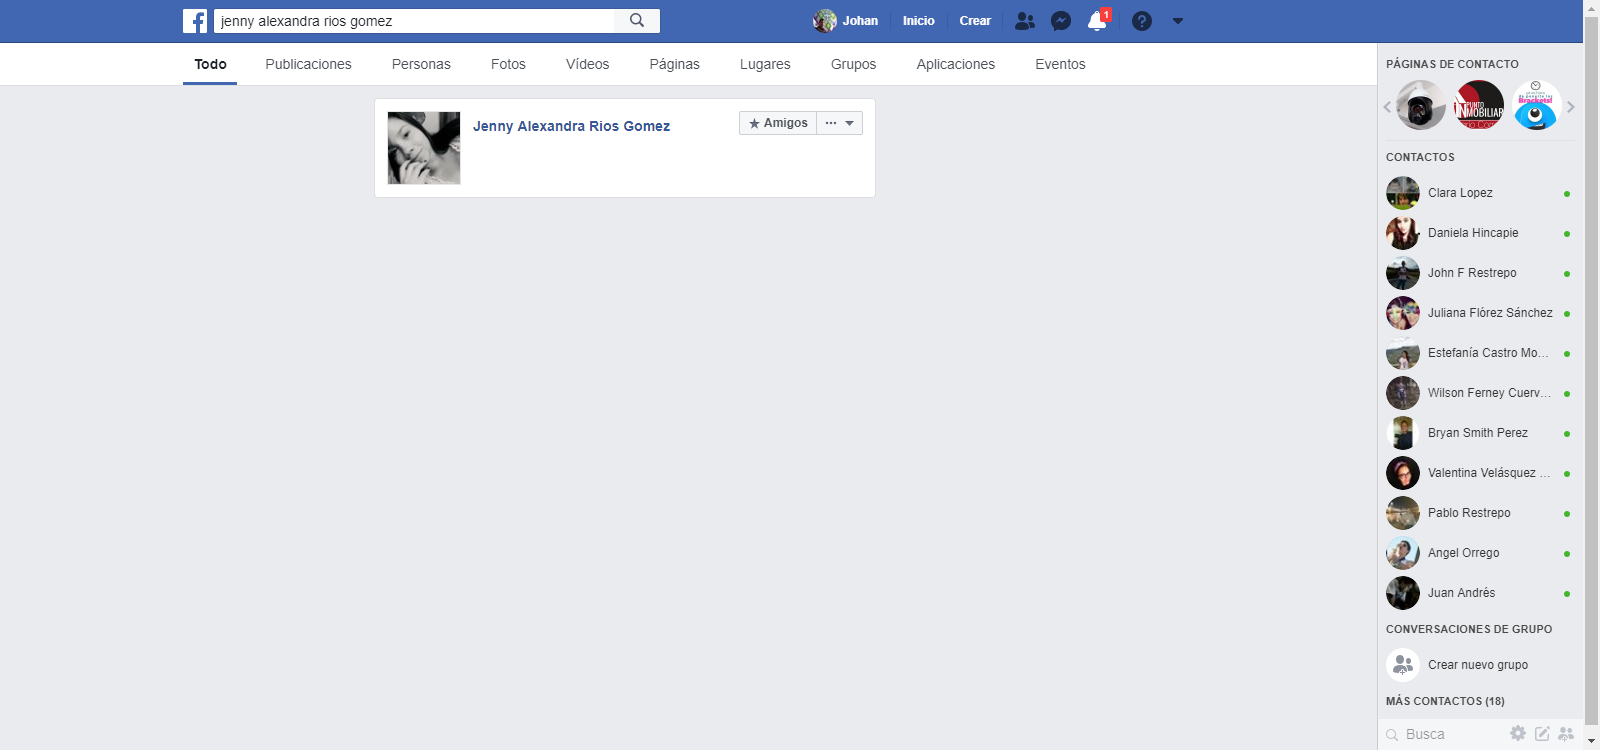 jenny alexandra rios gomez
Johan Inicio Crear 1
Todo Publicaciones Personas Fotos Vídeos Páginas Lugares Grupos Aplicaciones Eventos
Jenny Alexandra Rios Gomez
Amigos
PÁGINAS DE CONTACTO
PUNTO
INMOBILIAR
Brackets!
CONTACTOS
Clara Lopez
Daniela Hincapie
John F Restrepo
Juliana Flórez Sánchez
Estefanía Castro Mo...
Wilson Ferney Cuerv...
Bryan Smith Perez
Valentina Velásquez ...
Pablo Restrepo
Angel Orrego
Juan Andrés
CONVERSACIONES DE GRUPO
Crear nuevo grupo
MÁS CONTACTOS (18)
Busca